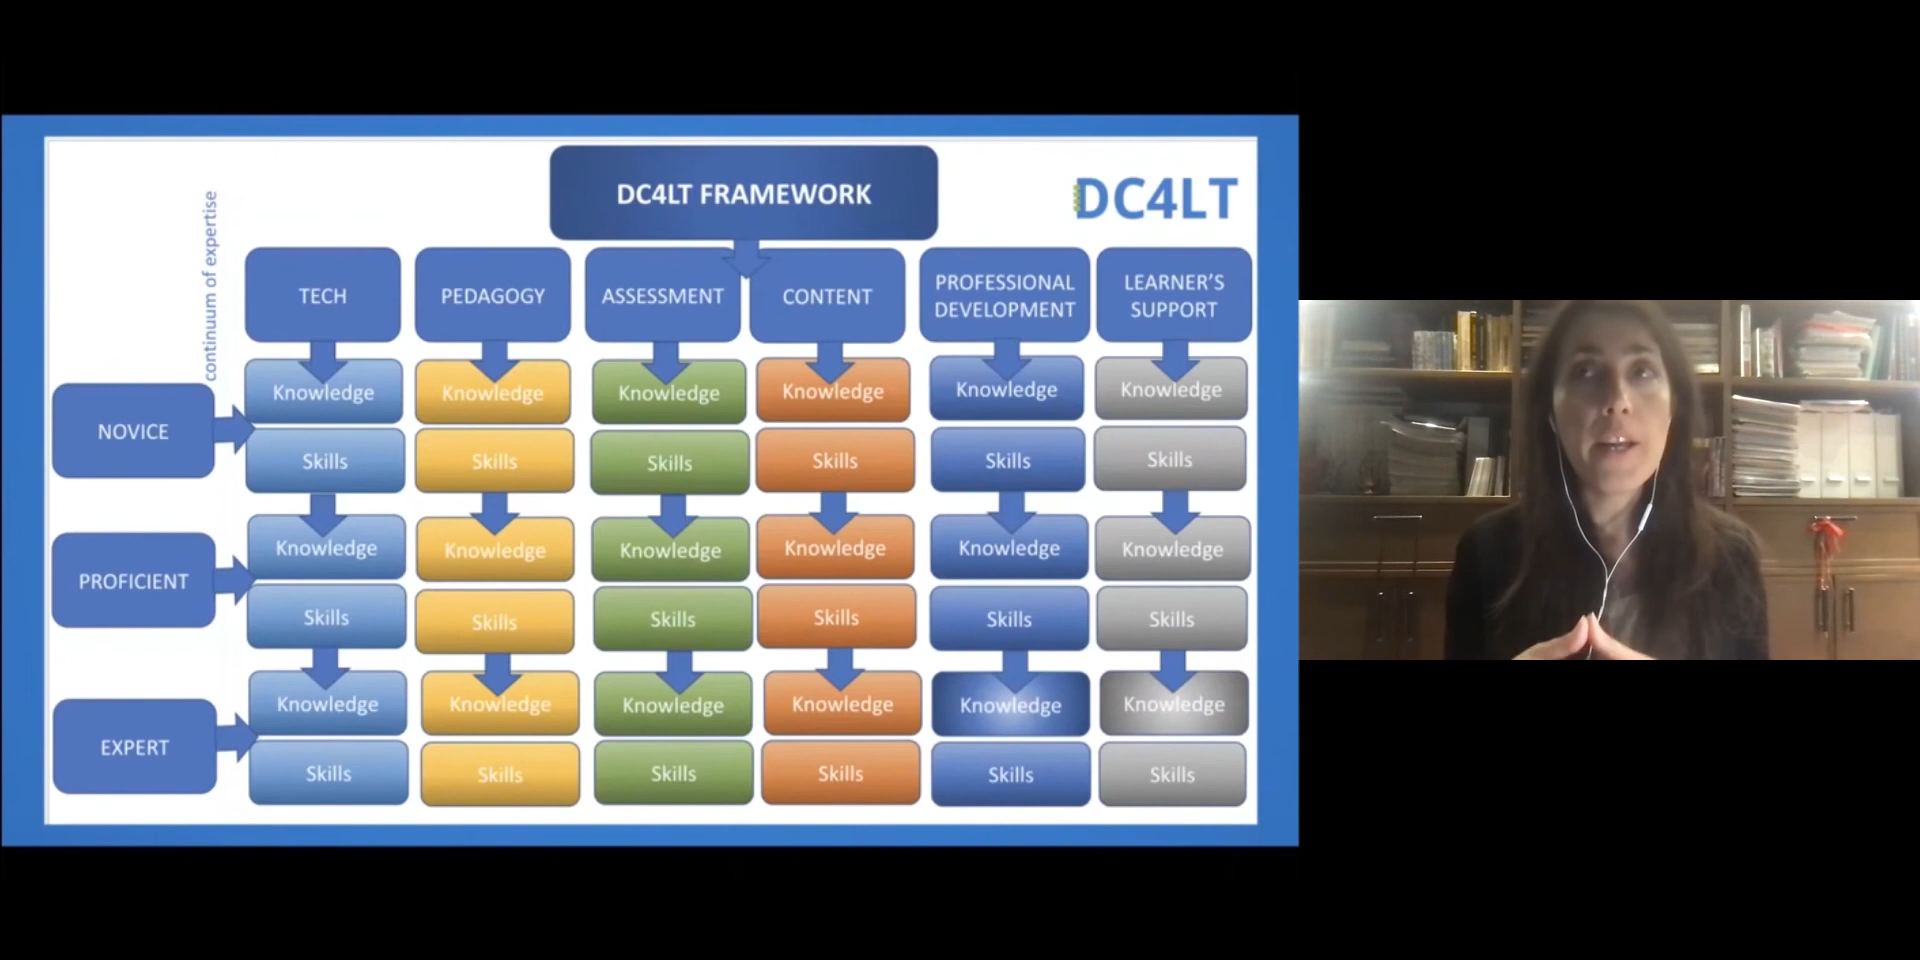 DC4LT FRAMEWORK
DC4LT
continuum of expertise
TECH
PEDAGOGY
ASSESSMENT
CONTENT
PROFESSIONAL
DEVELOPMENT
LEARNER'S
SUPPORT
NOVICE
Knowledge
Knowledge
Knowledge
Knowledge
Knowledge
Knowledge
Skills
Skills
Skills
Skills
Skills
Skills
PROFICIENT
Knowledge
Knowledge
Knowledge
Knowledge
Knowledge
Knowledge
Skills
Skills
Skills
Skills
Skills
Skills
EXPERT
Knowledge
Knowledge
Knowledge
Knowledge
Knowledge
Knowledge
Skills
Skills
Skills
Skills
Skills
Skills